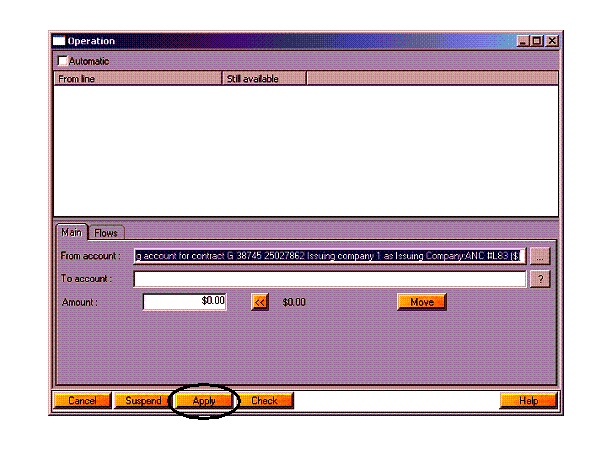 Operation
Automatic
From line Still available
Main Flows
From account : g account for contract G 38745 25027862 Issuing company 1 as Issuing Company ANC #L83 ($ ...
To account : ?
Amount : $0.00 << $0.00 Move
Cancel Suspend Apply Check Help